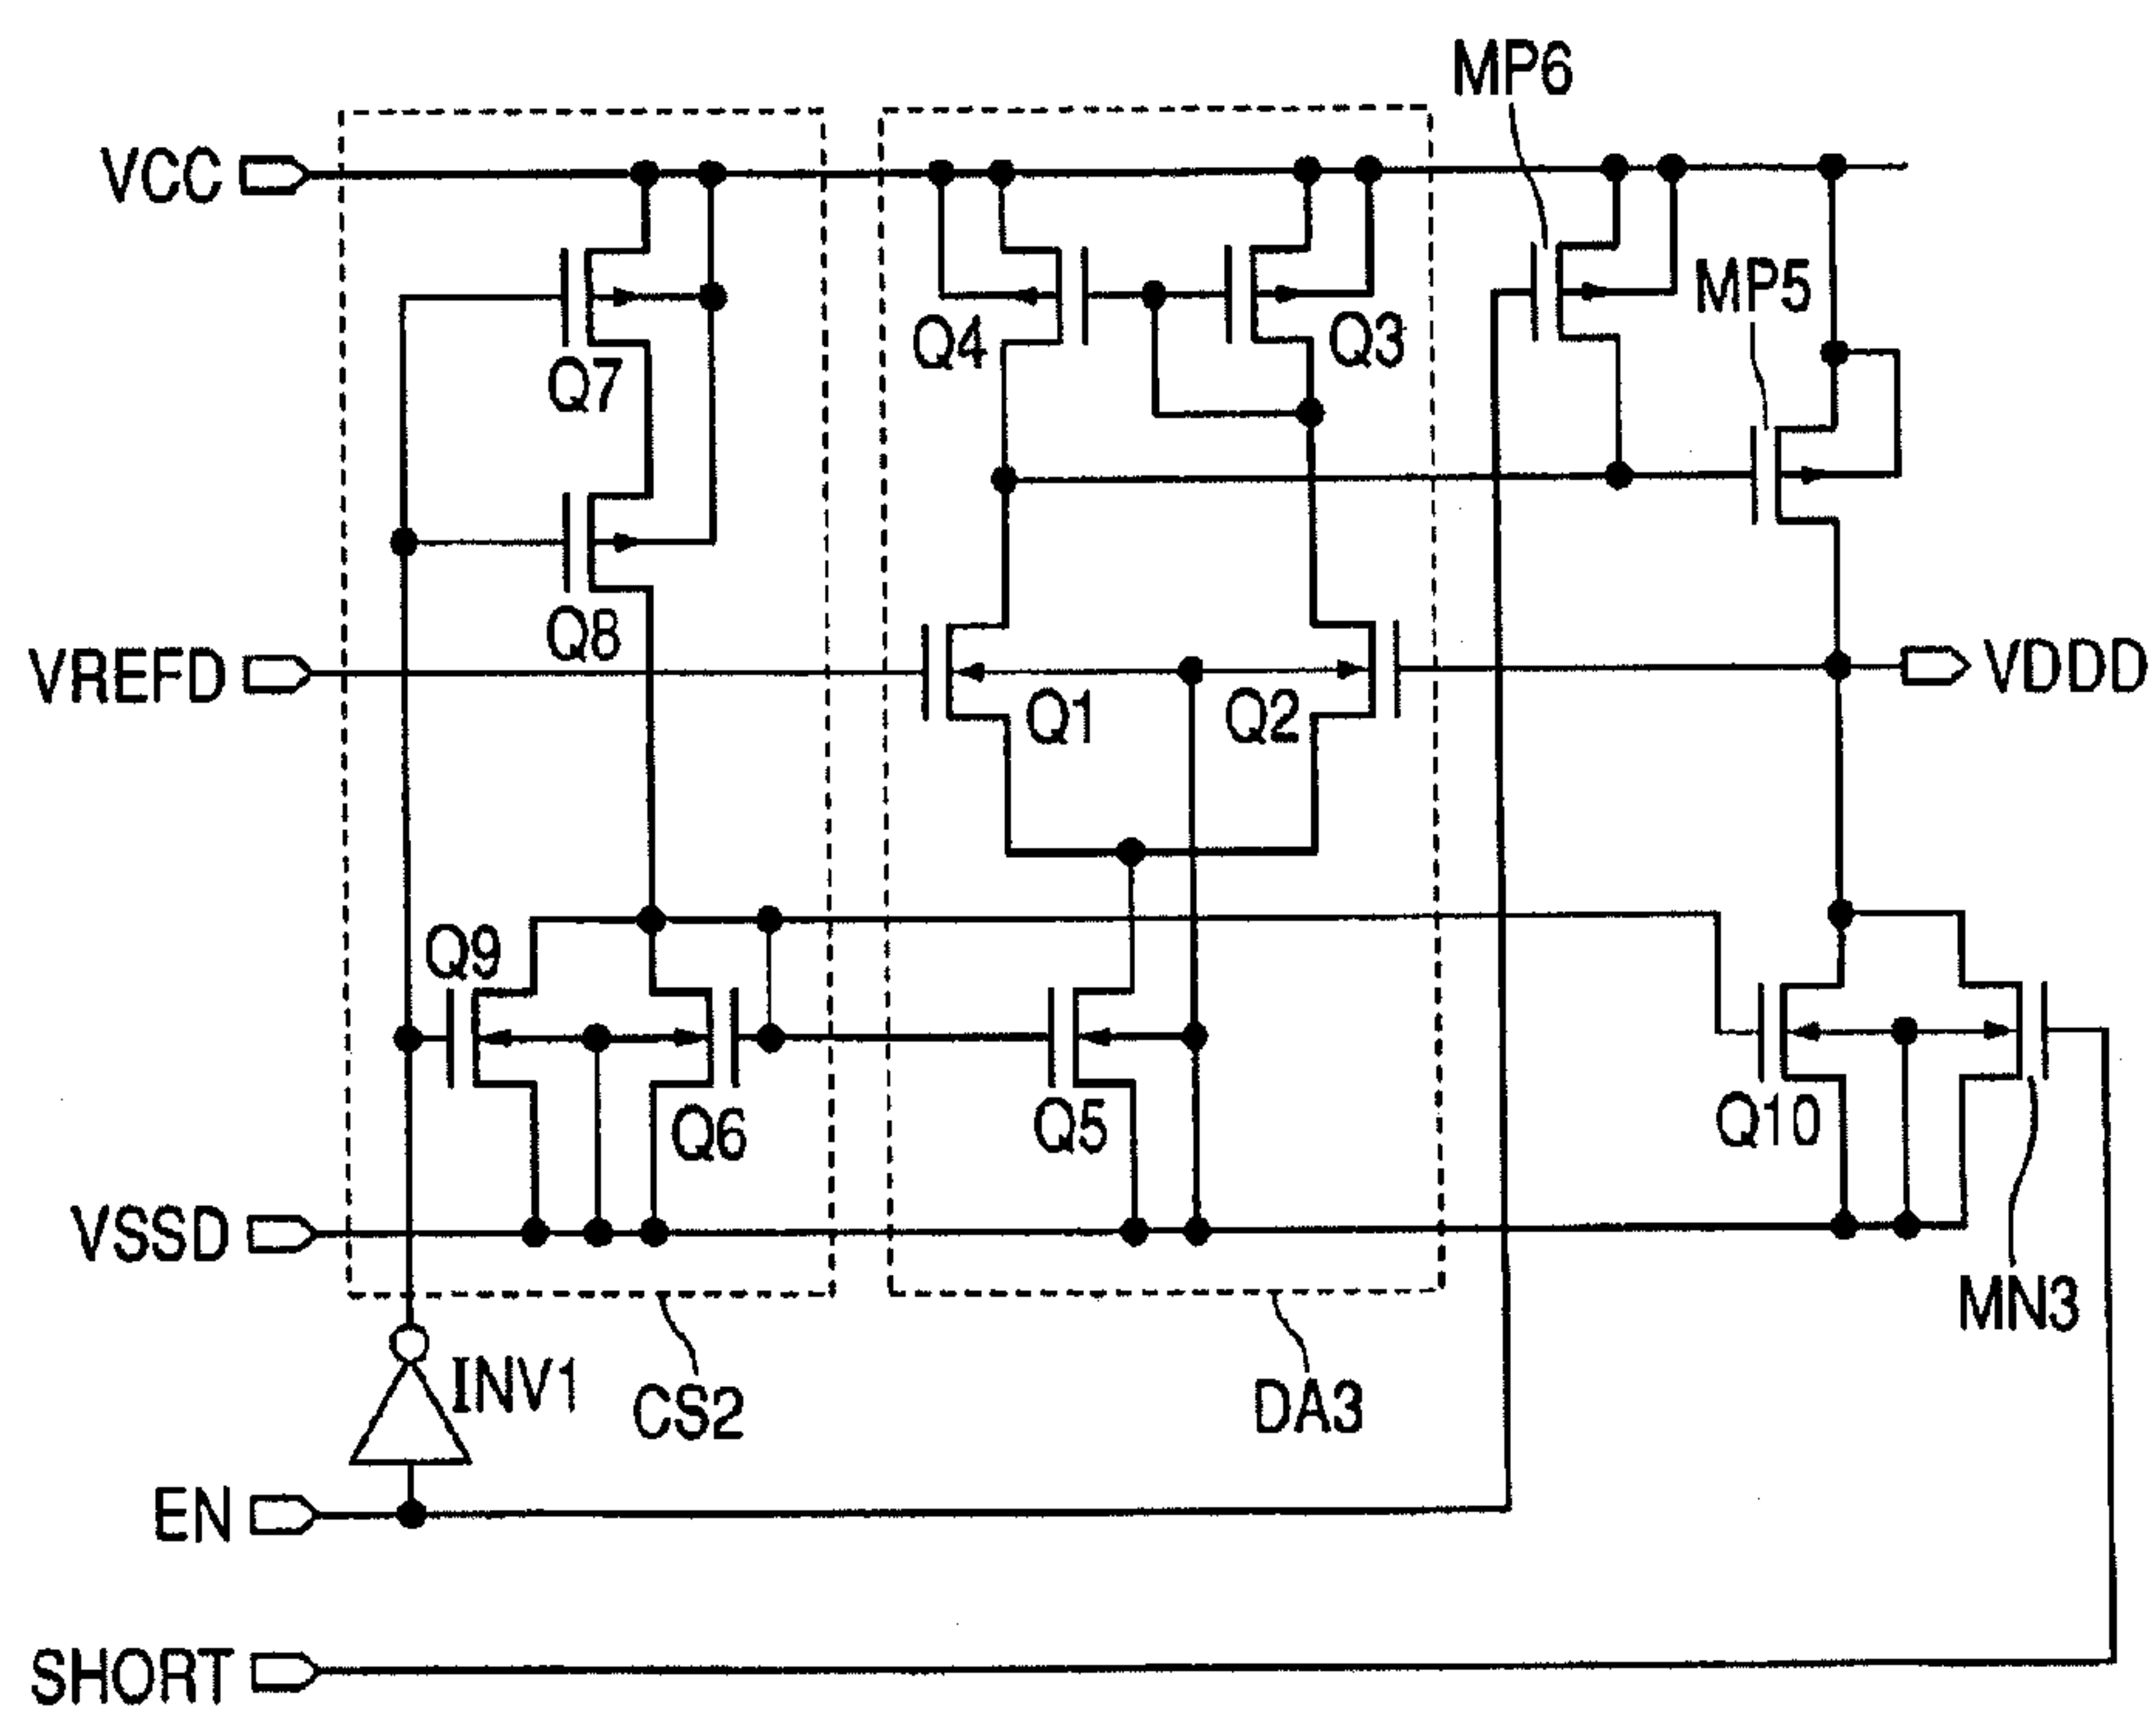 MP6
VCC
MP5
Q4
Q3
Q7
Q8
VREFD
Q1
Q2
VDDD
Q9
Q6
Q5
Q10
VSSD
MN3
INV1
CS2
DA3
EN
SHORT